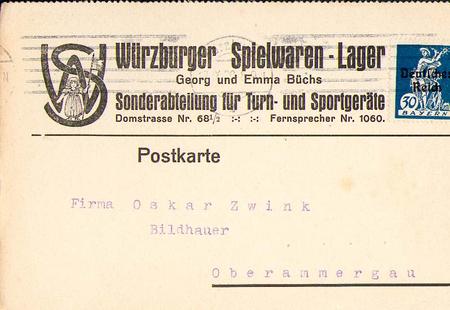 WS
Würzburger Spielwaren-Lager
Georg und Emma Büchs
Sonderabteilung für Turn- und Sportgeräte
Domstrasse Nr. 68½ :-: :-: Fernsprecher Nr. 1060.
Deutsches
Reich
30
BAYERN
Postkarte
Firma Oskar Zwink
Bildhauer
Oberammergau